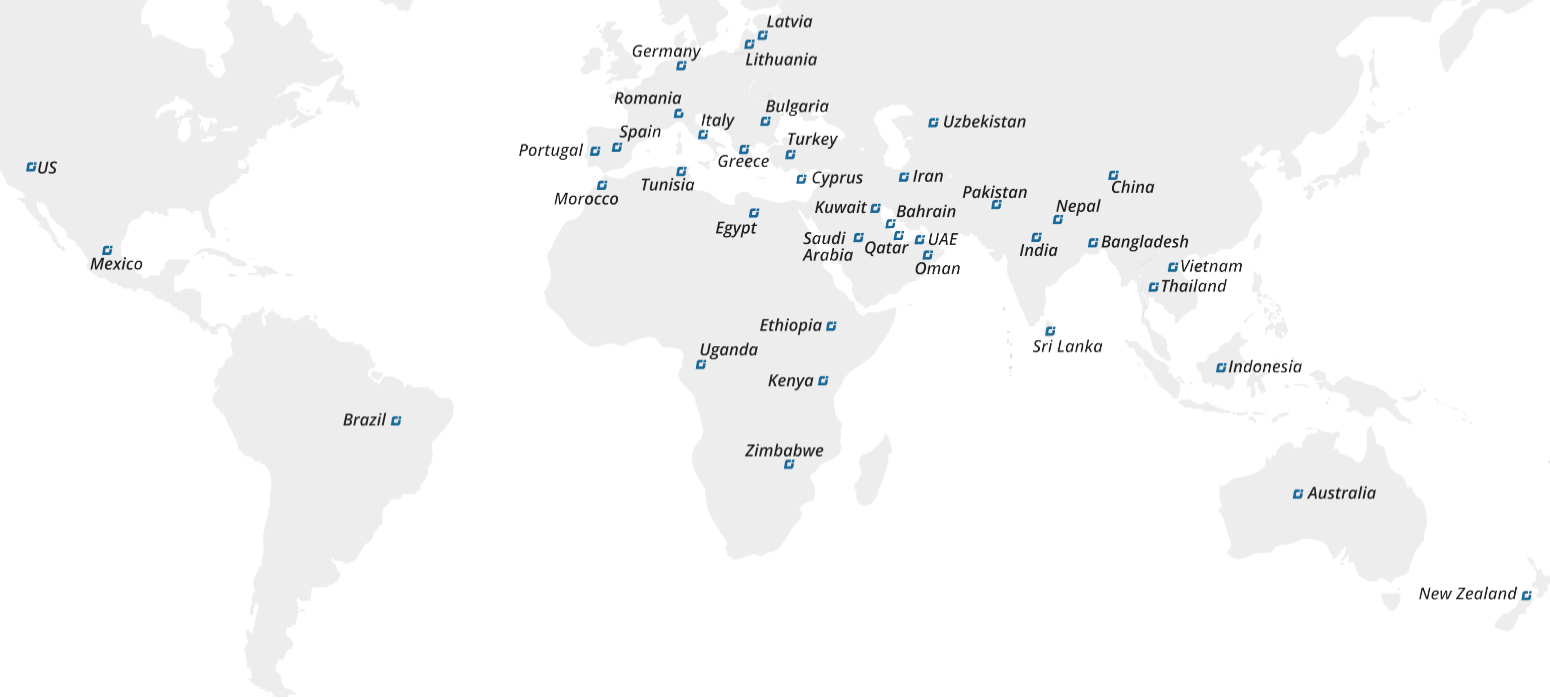 Latvia
Germany
Lithuania
Romania
Bulgaria
Italy
Uzbekistan
Spain
Turkey
Portugal
Greece
US
Cyprus
Iran
Tunisia
China
Morocco
Pakistan
Kuwait
Bahrain
Nepal
Egypt
Saudi
Arabia
Qatar
UAE
India
Bangladesh
Mexico
Oman
Vietnam
Thailand
Ethiopia
Uganda
Sri Lanka
Indonesia
Kenya
Brazil
Zimbabwe
Australia
New Zealand